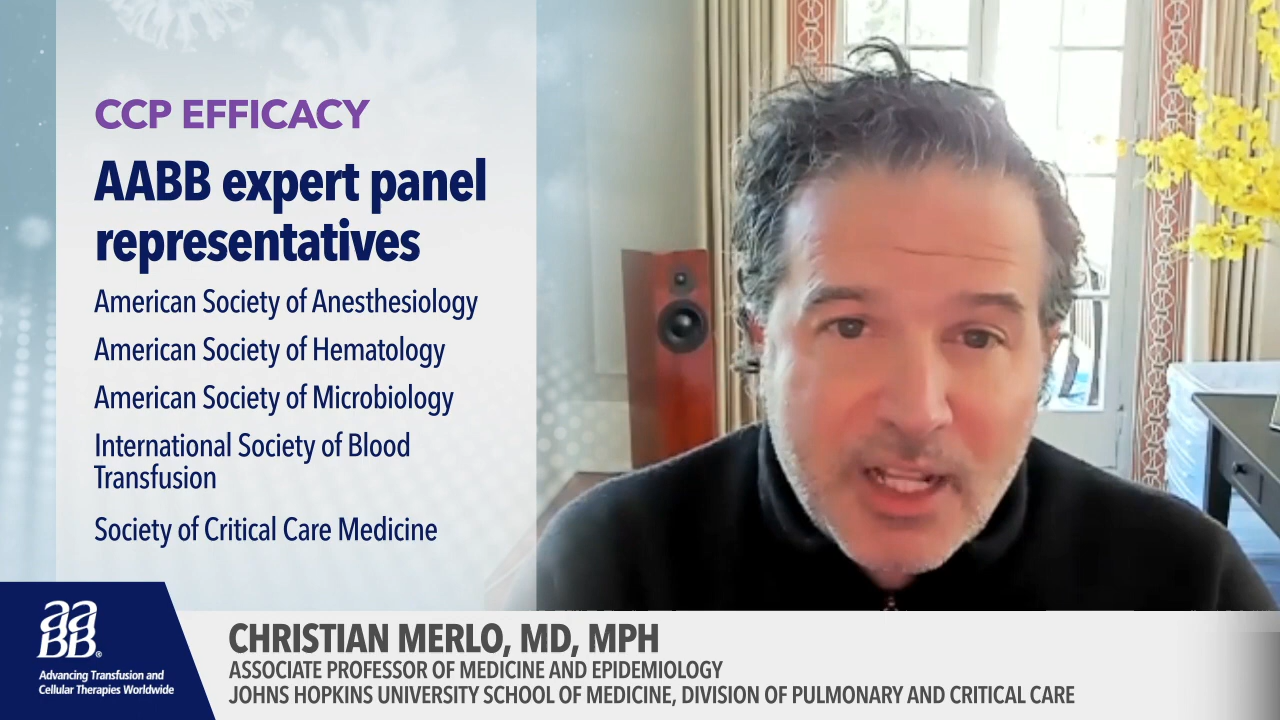 CCP EFFICACY
AABB expert panel
representatives
American Society of Anesthesiology
American Society of Hematology
American Society of Microbiology
International Society of Blood
Transfusion
Society of Critical Care Medicine
aa
BB®
Advancing Transfusion and
Cellular Therapies Worldwide
CHRISTIAN MERLO, MD, MPH
ASSOCIATE PROFESSOR OF MEDICINE AND EPIDEMIOLOGY
JOHNS HOPKINS UNIVERSITY SCHOOL OF MEDICINE, DIVISION OF PULMONARY AND CRITICAL CARE